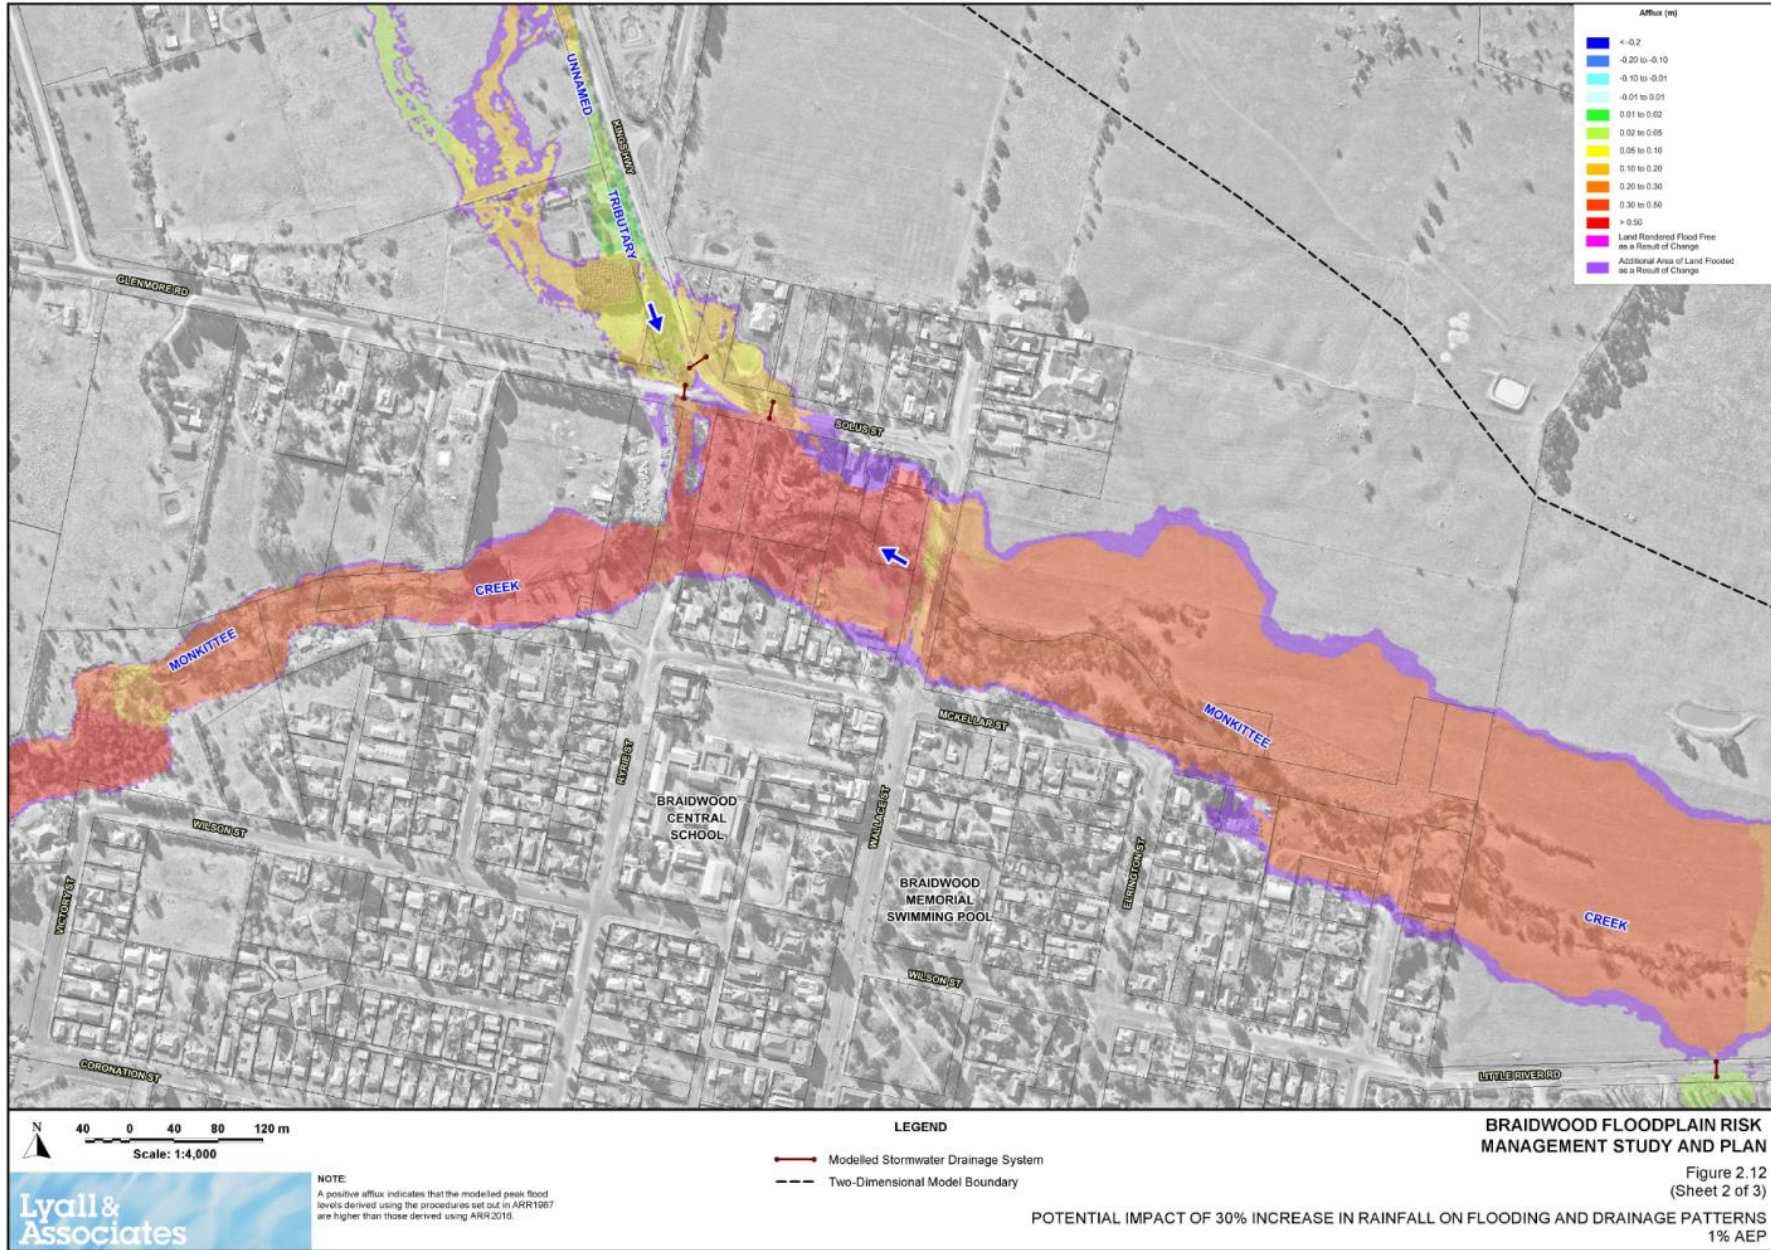 Afflux (m)
< -0.2
-0.20 to -0.10
-0.10 to -0.01
-0.01 to 0.01
0.01 to 0.02
0.02 to 0.05
0.05 to 0.10
0.10 to 0.20
0.20 to 0.30
0.30 to 0.50
> 0.50
Land Rendered Flood Free
as a Result of Change
Additional Area of Land Flooded
as a Result of Change
UNNAMED
KINGS HWY
TRIBUTARY
GLENMORE RD
SOLUS ST
CREEK
MONKITTEE
MONKITTEE
MCKELLAR ST
RYRIE ST
BRAIDWOOD
CENTRAL
SCHOOL
WALLACE ST
WILSON ST
BRAIDWOOD
MEMORIAL
SWIMMING POOL
ELRINGTON ST
VICTORY ST
CREEK
WILSON ST
CORONATION ST
LITTLE RIVER RD
N
40 0 40 80 120 m
Scale: 1:4,000
Lyall &
Associates
NOTE:
A positive afflux indicates that the modelled peak flood
levels derived using the procedures set out in ARR1987
are higher than those derived using ARR2016.
LEGEND
Modelled Stormwater Drainage System
Two-Dimensional Model Boundary
BRAIDWOOD FLOODPLAIN RISK
MANAGEMENT STUDY AND PLAN
Figure 2.12
(Sheet 2 of 3)
POTENTIAL IMPACT OF 30% INCREASE IN RAINFALL ON FLOODING AND DRAINAGE PATTERNS
1% AEP